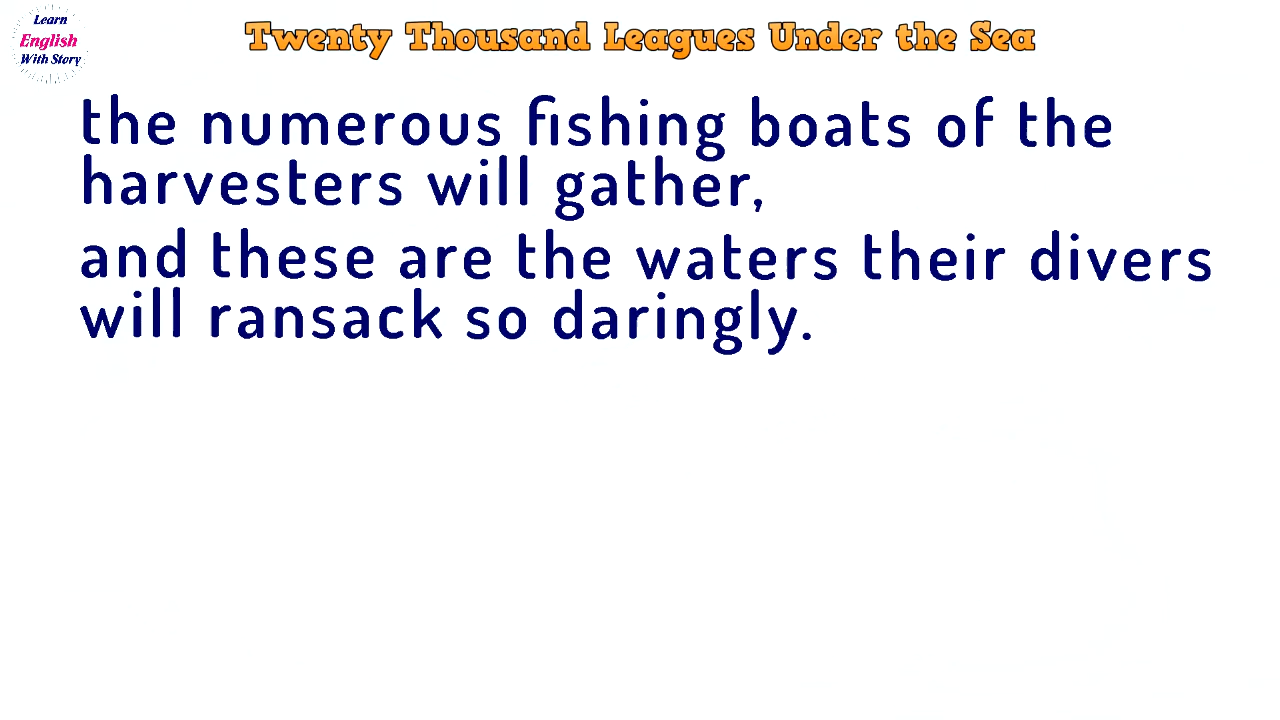 Learn
English
With Story
Twenty Thousand Leagues Under the Sea
the numerous fishing boats of the
harvesters will gather,
and these are the waters their divers
will ransack so daringly.